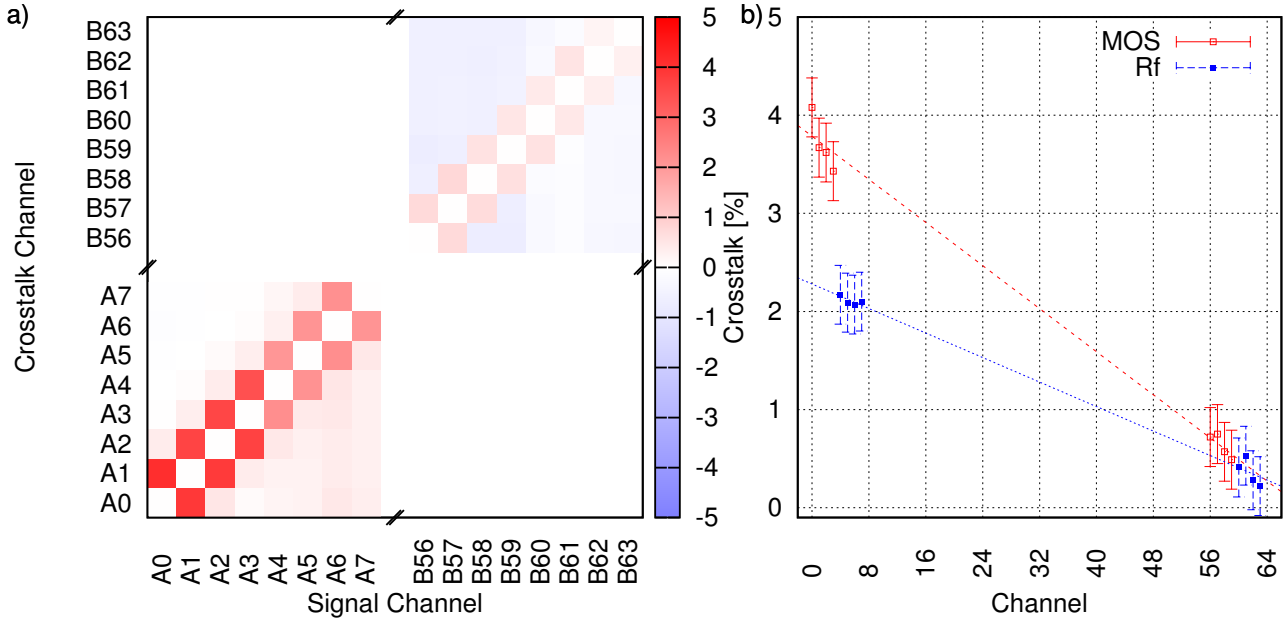 a)
B63
B62
B61
B60
B59
B58
B57
B56
A7
A6
A5
A4
A3
A2
A1
A0
Crosstalk Channel
A0 A1 A2 A3 A4 A5 A6 A7 B56 B57 B58 B59 B60 B61 B62 B63
Signal Channel
5
4
3
2
1
0
-1
-2
-3
-4
-5
b)
Crosstalk [%]
5
4
3
2
1
0
MOS
Rf
0 8 16 24 32 40 48 56 64
Channel